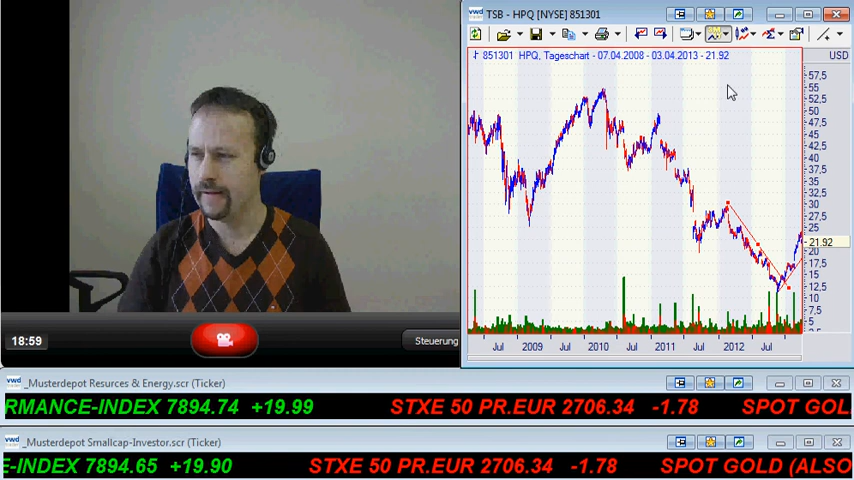 TSB - HPQ [NYSE] 851301
851301 HPQ, Tageschart - 07.04.2008 - 03.04.2013 - 21.92
USD
57,5
55
52,5
50
47,5
45
42,5
40
37,5
35
32,5
30
27,5
25
21.92
20
17,5
15
12,5
10
7,5
5
Jul 2009 Jul 2010 Jul 2011 Jul 2012 Jul
18:59
Steuerung
vwd
_Musterdepot Resurces & Energy.scr (Ticker)
RMANCE-INDEX 7894.74 +19.99 STXE 50 PR.EUR 2706.34 -1.78 SPOT GOL
vwd
_Musterdepot Smallcap-Investor.scr (Ticker)
E-INDEX 7894.65 +19.90 STXE 50 PR.EUR 2706.34 -1.78 SPOT GOLD (ALSO